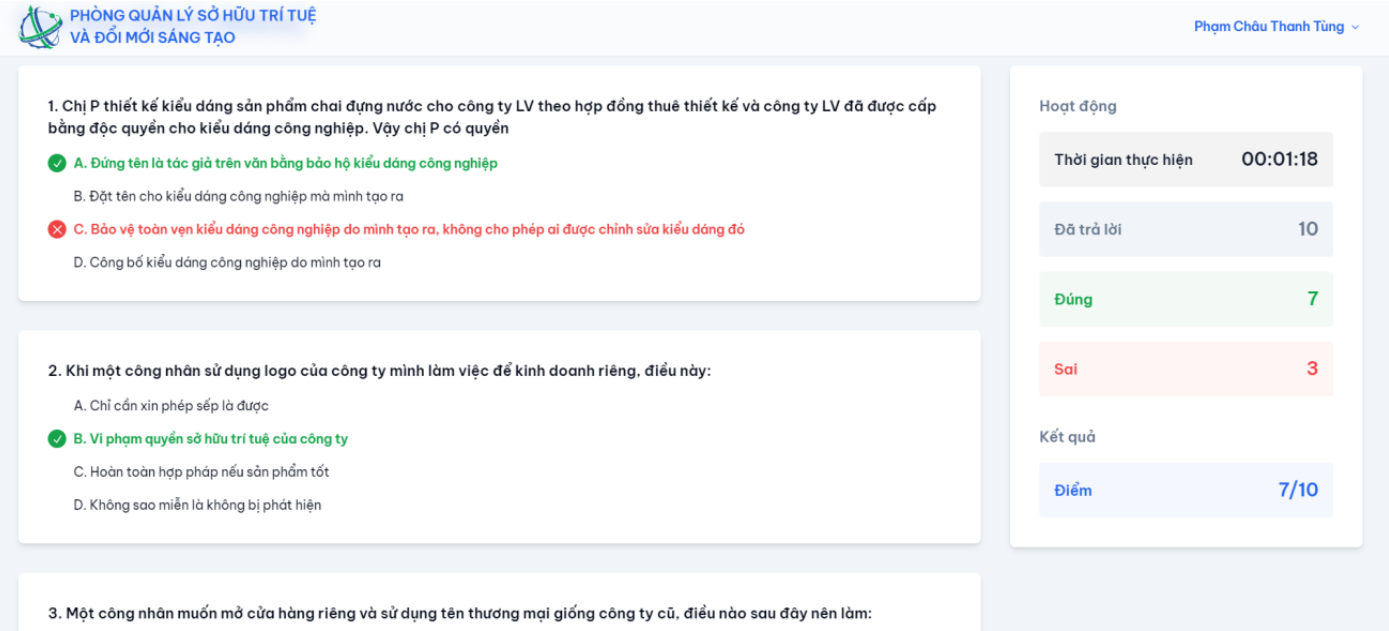 PHÒNG QUẢN LÝ SỞ HỮU TRÍ TUỆ
VÀ ĐỔI MỚI SÁNG TẠO
Phạm Châu Thanh Tùng
1. Chị P thiết kế kiểu dáng sản phẩm chai đựng nước cho công ty LV theo hợp đồng thuê thiết kế và công ty LV đã được cấp
bằng độc quyền cho kiểu dáng công nghiệp. Vậy chị P có quyền
A. Đứng tên là tác giả trên văn bằng bảo hộ kiểu dáng công nghiệp
B. Đặt tên cho kiểu dáng công nghiệp mà mình tạo ra
C. Bảo vệ toàn vẹn kiểu dáng công nghiệp do mình tạo ra, không cho phép ai được chỉnh sửa kiểu dáng đó
D. Công bố kiểu dáng công nghiệp do mình tạo ra
2. Khi một công nhân sử dụng logo của công ty mình làm việc để kinh doanh riêng, điều này:
A. Chỉ cần xin phép sếp là được
B. Vi phạm quyền sở hữu trí tuệ của công ty
C. Hoàn toàn hợp pháp nếu sản phẩm tốt
D. Không sao miễn là không bị phát hiện
3. Một công nhân muốn mở cửa hàng riêng và sử dụng tên thương mại giống công ty cũ, điều nào sau đây nên làm:
Hoạt động
Thời gian thực hiện 00:01:18
Đã trả lời 10
Đúng 7
Sai 3
Kết quả
Điểm 7/10